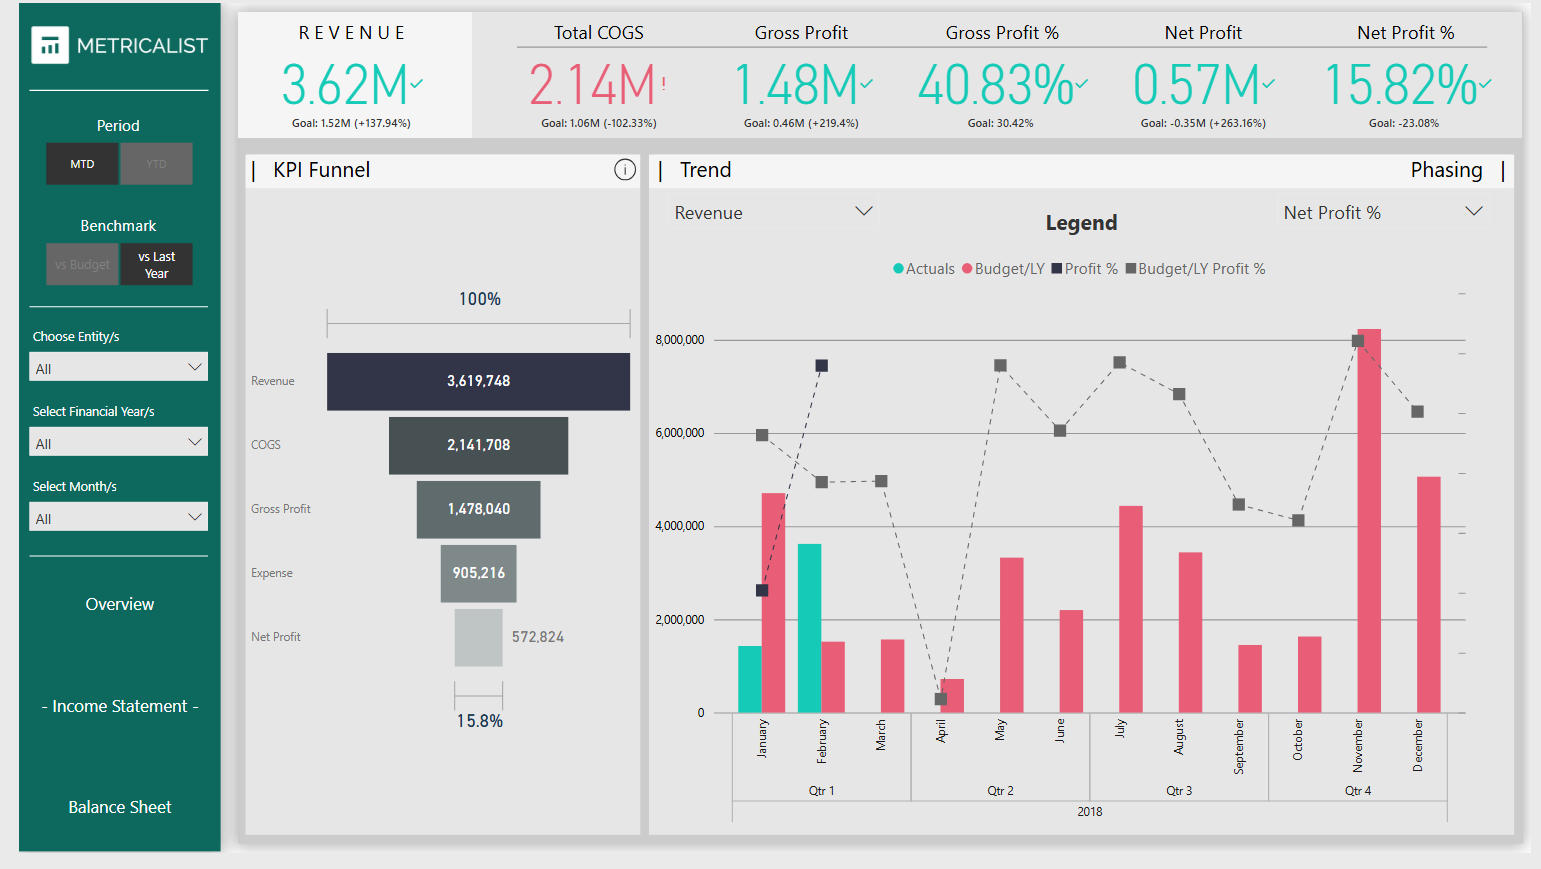 METRICALIST
Period
MTD
YTD
Benchmark
vs Budget
vs Last
Year
Choose Entity/s
All
Select Financial Year/s
All
Select Month/s
All
Overview
- Income Statement -
Balance Sheet
REVENUE
3.62M
Goal: 1.52M (+137.94%)
Total COGS
2.14M!
Goal: 1.06M (-102.33%)
Gross Profit
1.48M
Goal: 0.46M (+219.4%)
Gross Profit %
40.83%
Goal: 30.42%
Net Profit
0.57M
Goal: -0.35M (+263.16%)
Net Profit %
15.82%
Goal: -23.08%
| KPI Funnel
i
100%
Revenue 3,619,748
COGS 2,141,708
Gross Profit 1,478,040
Expense 905,216
Net Profit 572,824
15.8%
| Trend
Phasing |
Revenue
Net Profit %
Legend
Actuals Budget/LY Profit % Budget/LY Profit %
8,000,000
6,000,000
4,000,000
2,000,000
0
January
February
March
April
May
June
July
August
September
October
November
December
Qtr 1 Qtr 2 Qtr 3 Qtr 4
2018